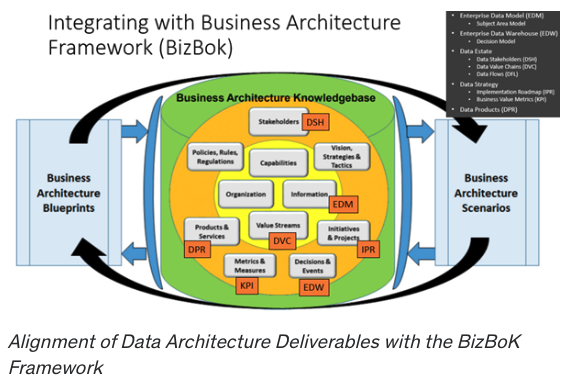 Integrating with Business Architecture
Framework (BizBok)
• Enterprise Data Model (EDM)
• Subject Area Model
• Enterprise Data Warehouse (EDW)
• Decision Model
• Data Estate
• Data Stakeholders (DSH)
• Data Value Chains (DVC)
• Data Flows (DFL)
• Data Strategy
• Implementation Roadmap (IPR)
• Business Value Metrics (KPI)
• Data Products (DPR)
Business Architecture Knowledgebase
Stakeholders
DSH
Policies, Rules,
Regulations
Capabilities
Vision,
Strategies &
Tactics
Organization
Information
EDM
Products &
Services
DPR
Value Streams
DVC
Initiatives
& Projects
IPR
Metrics &
Measures
KPI
Decisions &
Events
EDW
Business
Architecture
Blueprints
Business
Architecture
Scenarios
Alignment of Data Architecture Deliverables with the BizBoK
Framework